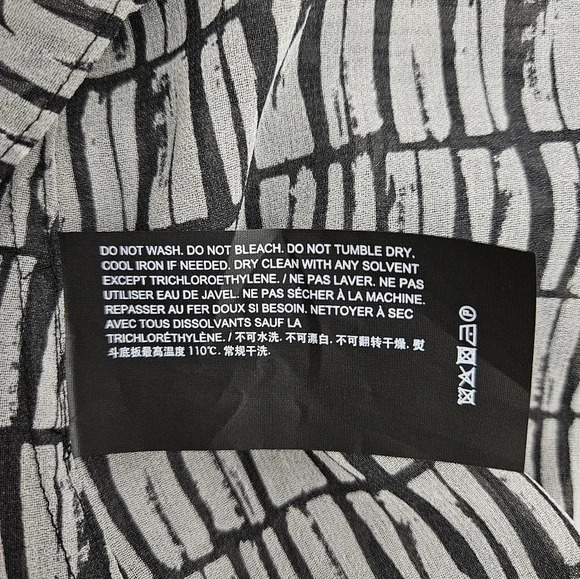 DO NOT WASH. DO NOT BLEACH. DO NOT TUMBLE DRY.
COOL IRON IF NEEDED. DRY CLEAN WITH ANY SOLVENT
EXCEPT TRICHLOROETHYLENE. / NE PAS LAVER. NE PAS
UTILISER EAU DE JAVEL. NE PAS SÉCHER À LA MACHINE.
REPASSER AU FER DOUX SI BESOIN. NETTOYER À SEC
AVEC TOUS DISSOLVANTS SAUF LA
TRICHLORÉTHYLÈNE. / 不可水洗. 不可漂白. 不可翻转干燥. 熨
斗底板最高温度 110℃. 常规干洗.